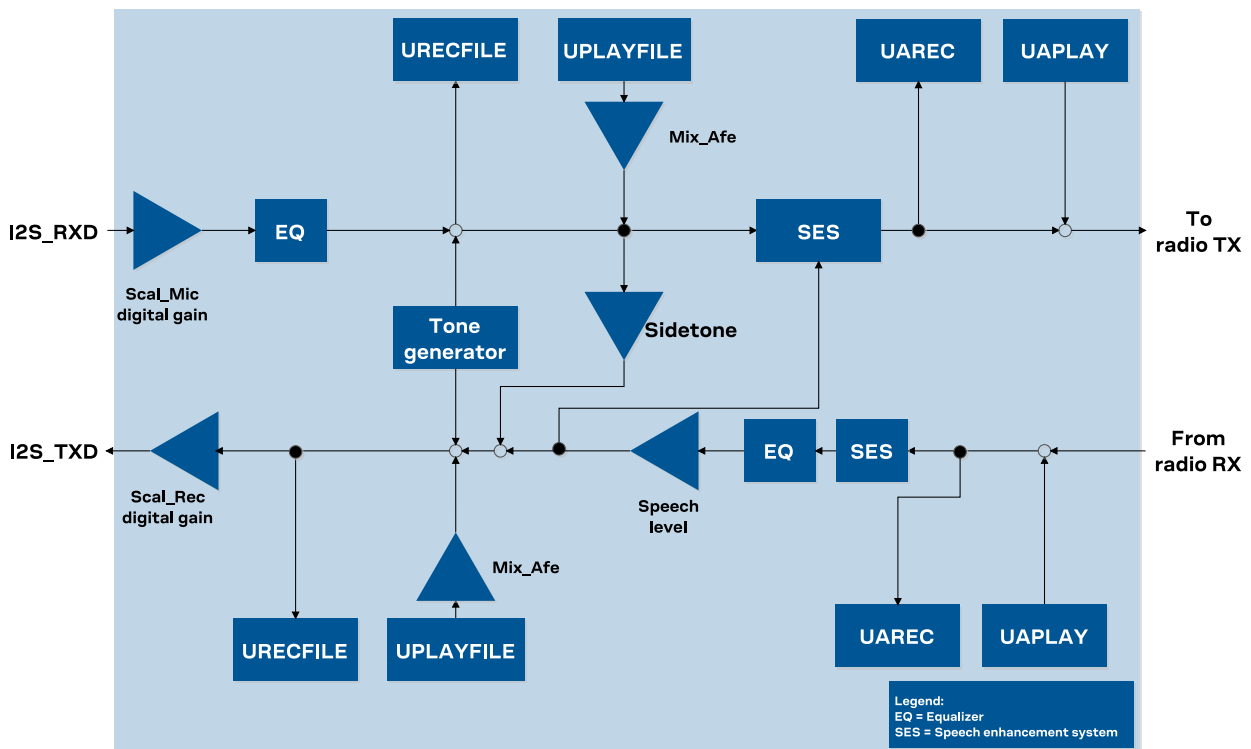 URECFILE
UPLAYFILE
UAREC
UAPLAY
Mix_Afe
I2S_RXD
EQ
SES
To
radio TX
Scal_Mic
digital gain
Tone
generator
Sidetone
I2S_TXD
EQ
SES
From
radio RX
Scal_Rec
digital gain
Speech
level
Mix_Afe
URECFILE
UPLAYFILE
UAREC
UAPLAY
Legend:
EQ = Equalizer
SES = Speech enhancement system